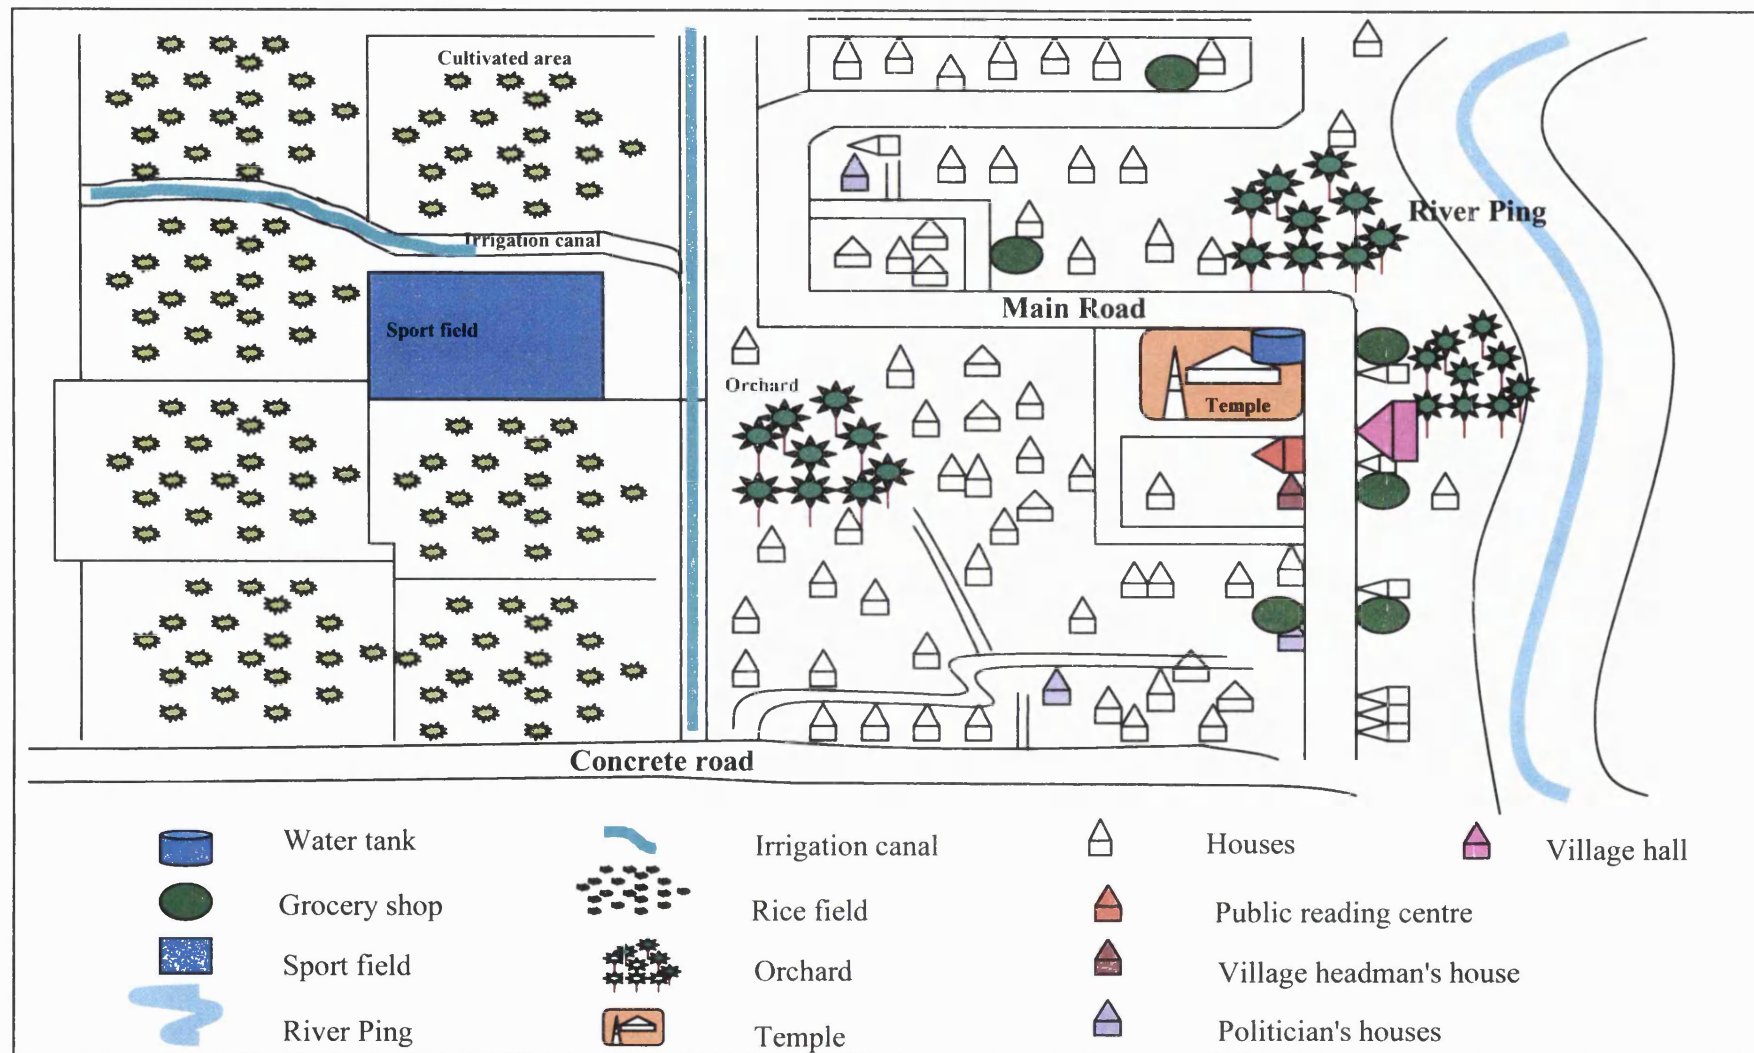 Cultivated area
River Ping
Irrigation canal
Main Road
Sport field
Orchard
Temple
Concrete road
Water tank
Irrigation canal
Houses
Village hall
Grocery shop
Rice field
Public reading centre
Sport field
Orchard
Village headman's house
River Ping
Temple
Politician's houses